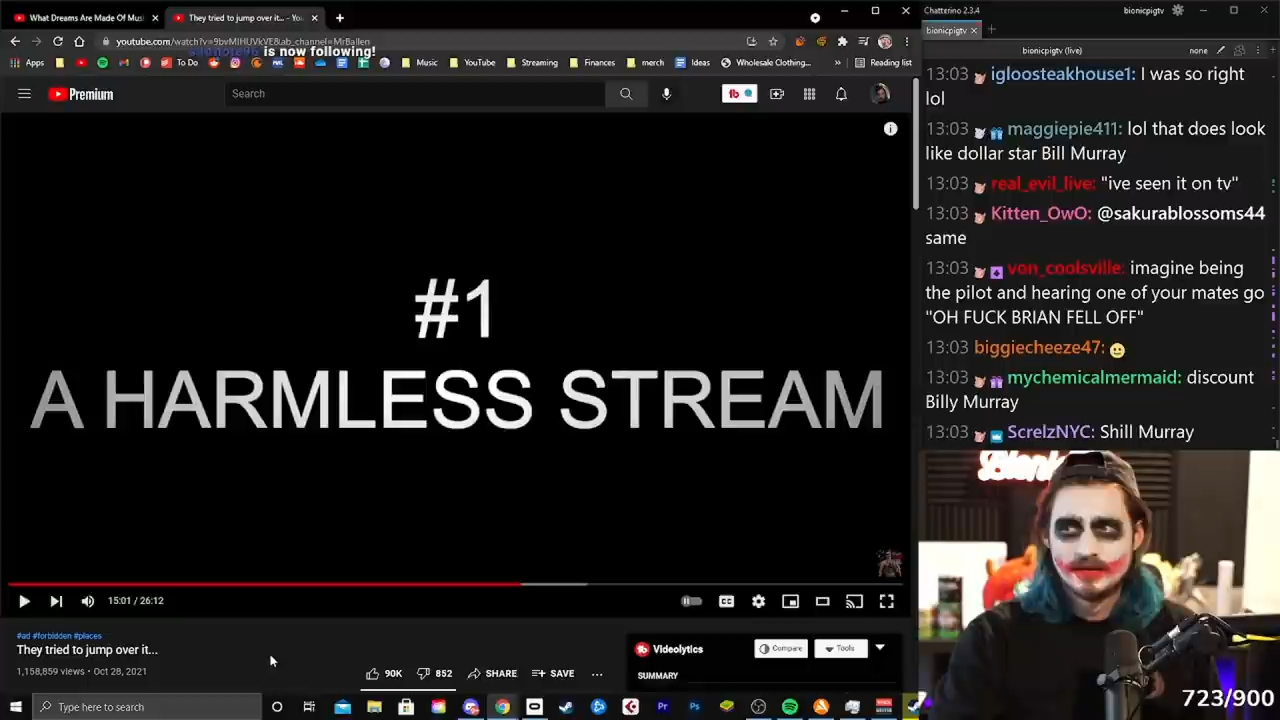 What Dreams Are Made Of Musi
They tried to jump over it... - You
youtube.com/watch?v=9bxMIHUVkVE&ab_channel=MrBallen
is now following!
Apps
To Do
Music
YouTube
Streaming
Finances
merch
Ideas
Wholesale Clothing...
»
Reading list
Premium
Search
#1
A HARMLESS STREAM
15:01 / 26:12
#ad #forbidden #places
They tried to jump over it...
1,158,859 views • Oct 28, 2021
90K
852
SHARE
SAVE
Videolytics
Compare
Tools
SUMMARY
Type here to search
Chatterino 2.3.4
bionicpigtv
bionicpigtv
bionicpigtv (live)
none
13:03 igloosteakhouse1: I was so right
lol
13:03 maggiepie411: lol that does look
like dollar star Bill Murray
13:03 real_evil_live: "ive seen it on tv"
13:03 Kitten_OwO: @sakurablossoms44
same
13:03 von_coolsville: imagine being
the pilot and hearing one of your mates go
"OH FUCK BRIAN FELL OFF"
13:03 biggiecheeze47:
13:03 mychemicalmermaid: discount
Billy Murray
13:03 ScrelzNYC: Shill Murray
723/900